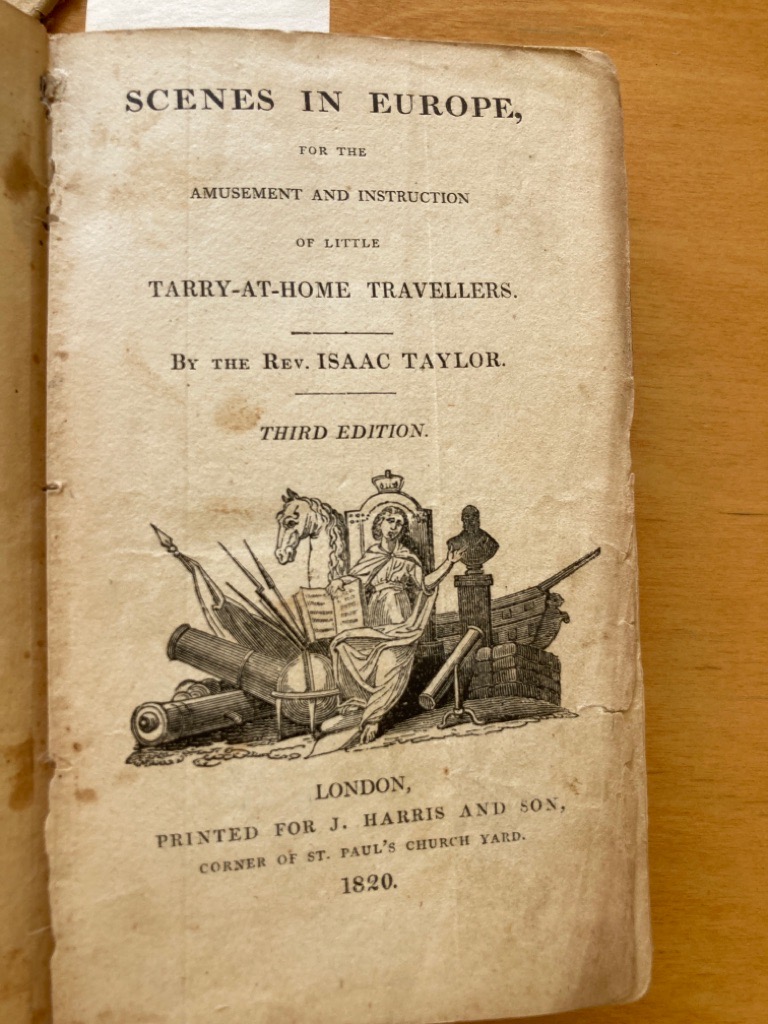 SCENES IN EUROPE,
FOR THE
AMUSEMENT AND INSTRUCTION
OF LITTLE
TARRY-AT-HOME TRAVELLERS.
BY THE REV. ISAAC TAYLOR.
THIRD EDITION.
LONDON,
PRINTED FOR J. HARRIS AND SON,
CORNER OF ST. PAUL'S CHURCH YARD.
1820.